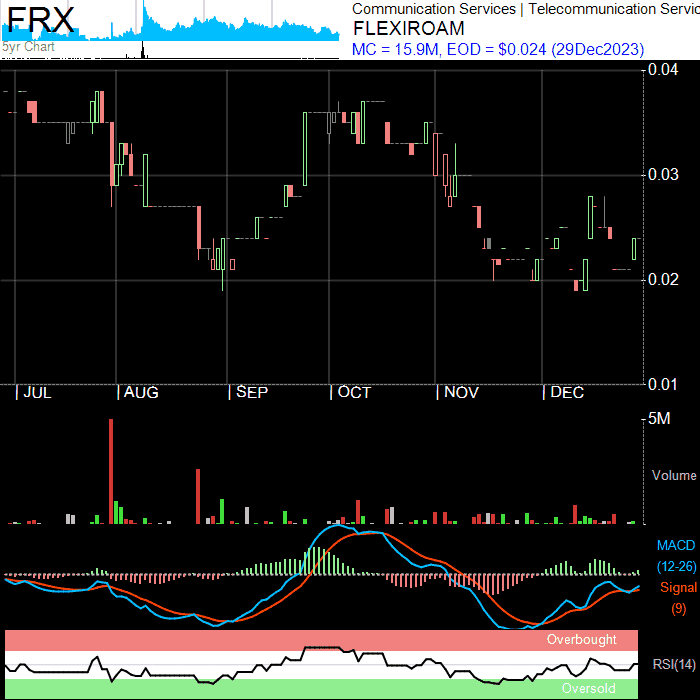 FRX
5yr Chart
Communication Services | Telecommunication Servic
FLEXIROAM
MC = 15.9M, EOD = $0.024 (29Dec2023)
0.04
0.03
0.02
0.01
JUL AUG SEP OCT NOV DEC
5M
Volume
MACD
(12-26)
Signal
(9)
Overbought
RSI(14)
Oversold